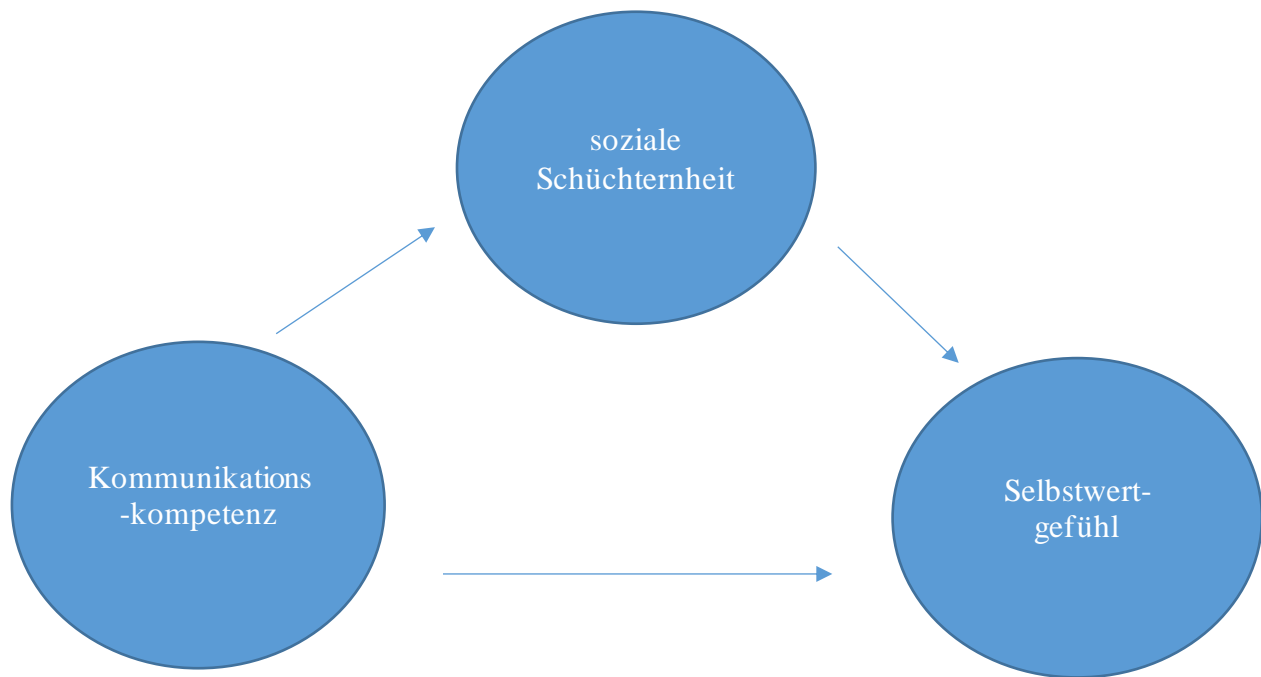 soziale
Schüchternheit
Kommunikations
-kompetenz
Selbstwert-
gefühl